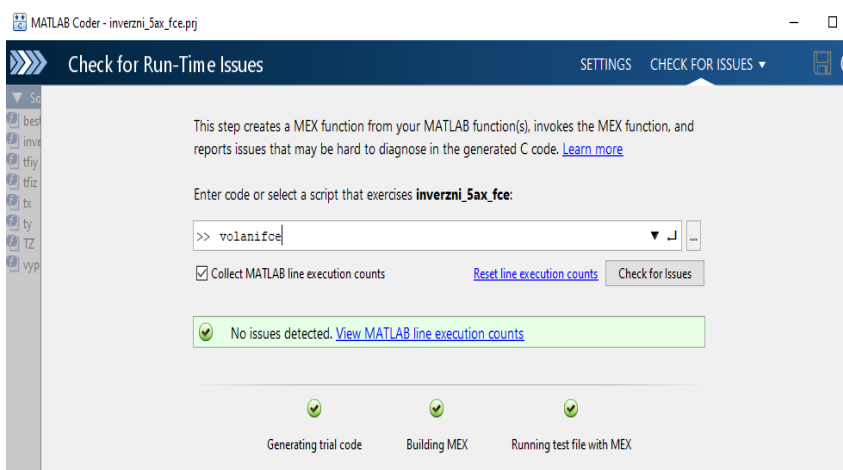 MATLAB Coder - inverzni_5ax_fce.prj
Check for Run-Time Issues
SETTINGS
CHECK FOR ISSUES ▼
tfiy
tfiz
tx
ty
TZ
This step creates a MEX function from your MATLAB function(s), invokes the MEX function, and
reports issues that may be hard to diagnose in the generated C code. Learn more
Enter code or select a script that exercises inverzni_5ax_fce:
>> volanifce
...
Collect MATLAB line execution counts
Reset line execution counts
Check for Issues
No issues detected. View MATLAB line execution counts
Generating trial code
Building MEX
Running test file with MEX